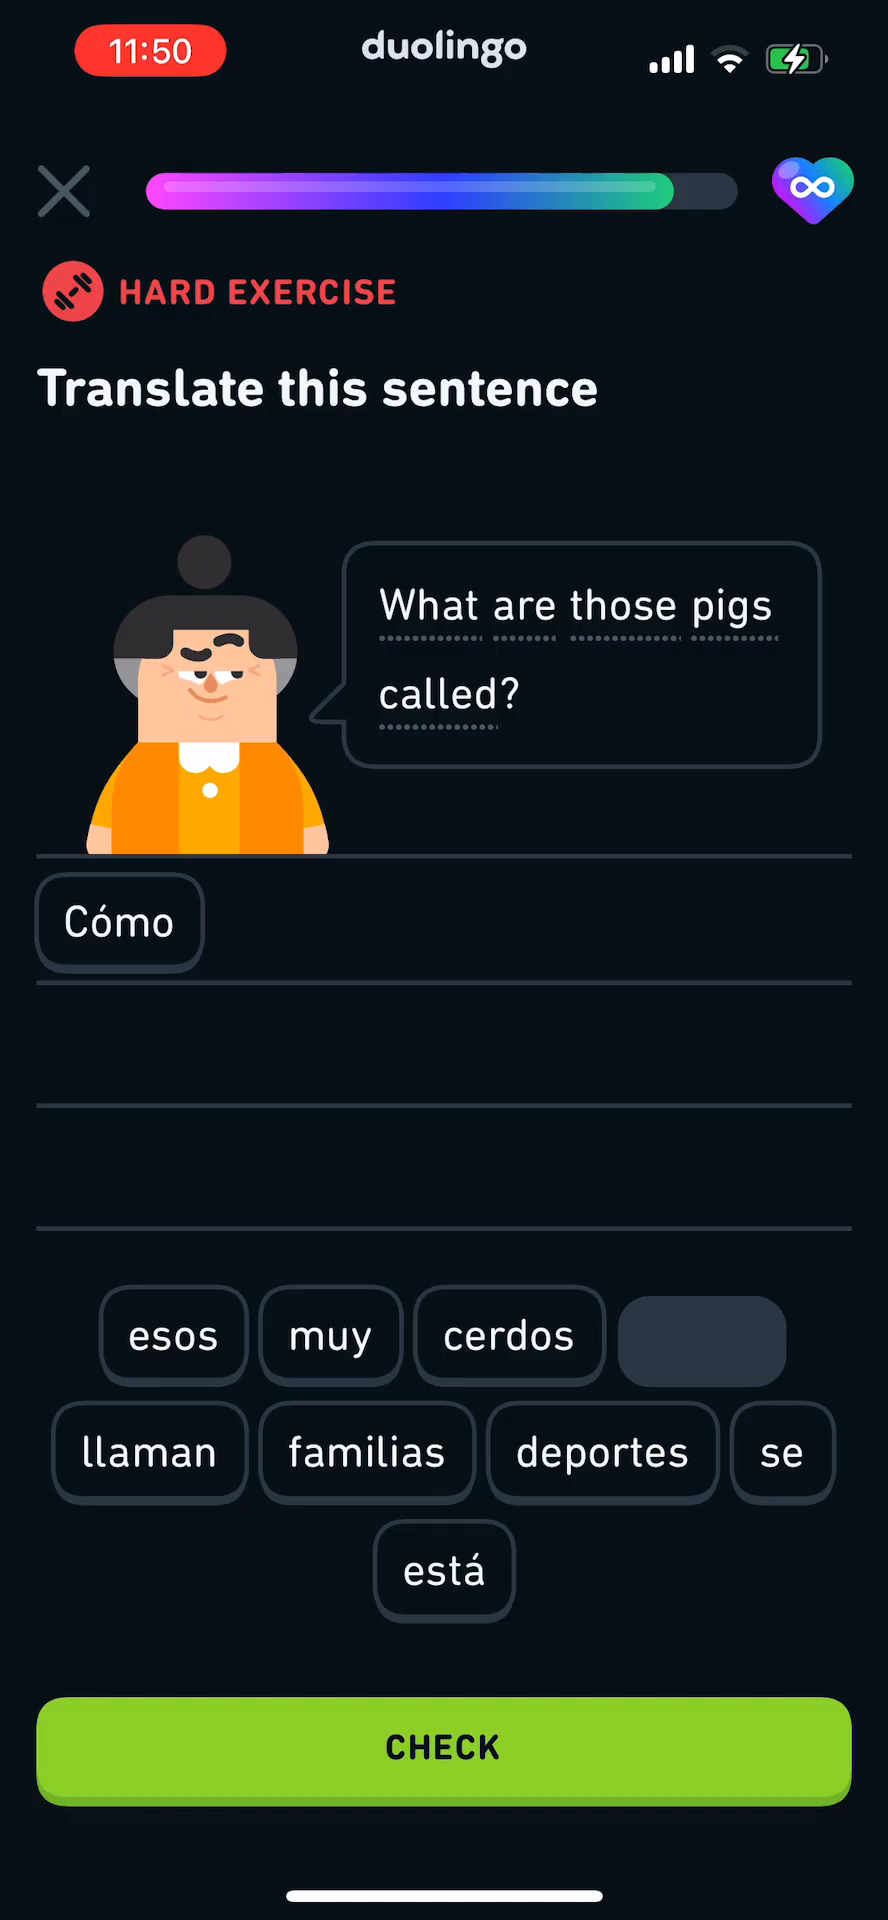 11:50
duolingo
HARD EXERCISE
Translate this sentence
What are those pigs
called?
Cómo
esos muy cerdos
llaman familias deportes se
está
CHECK